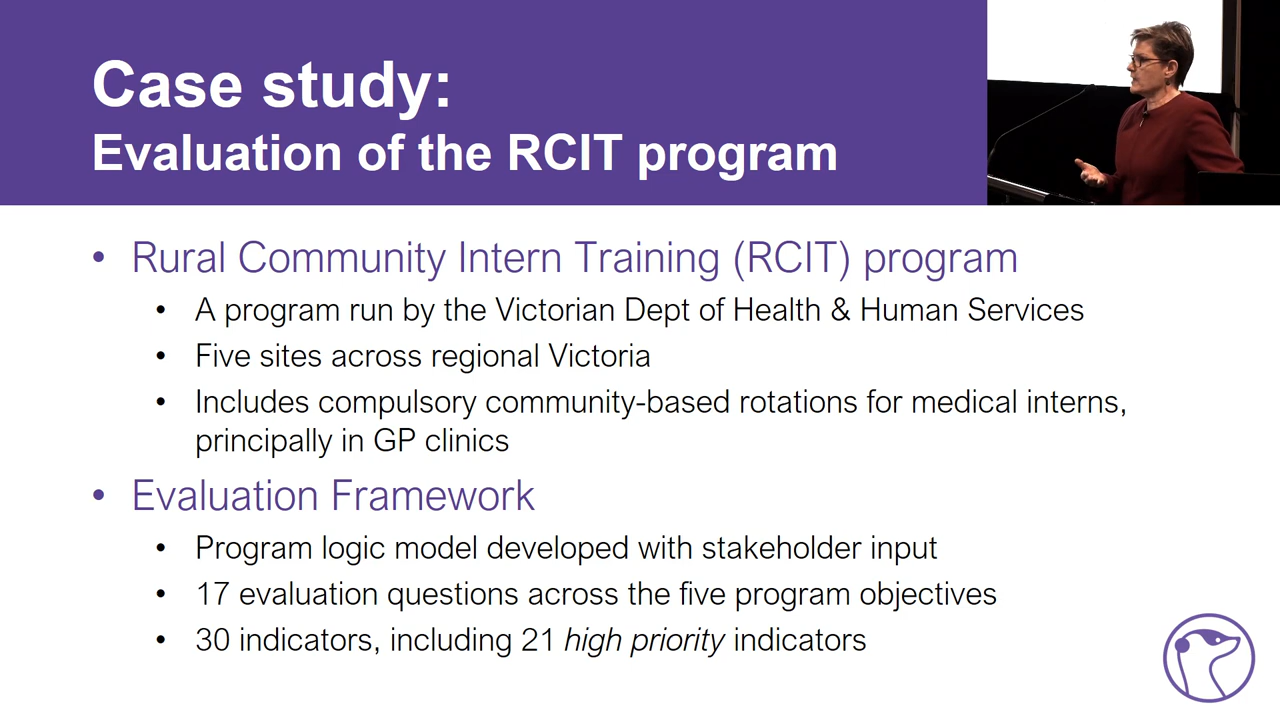 Case study:
Evaluation of the RCIT program
• Rural Community Intern Training (RCIT) program
• A program run by the Victorian Dept of Health & Human Services
• Five sites across regional Victoria
• Includes compulsory community-based rotations for medical interns,
principally in GP clinics
• Evaluation Framework
• Program logic model developed with stakeholder input
• 17 evaluation questions across the five program objectives
• 30 indicators, including 21 high priority indicators